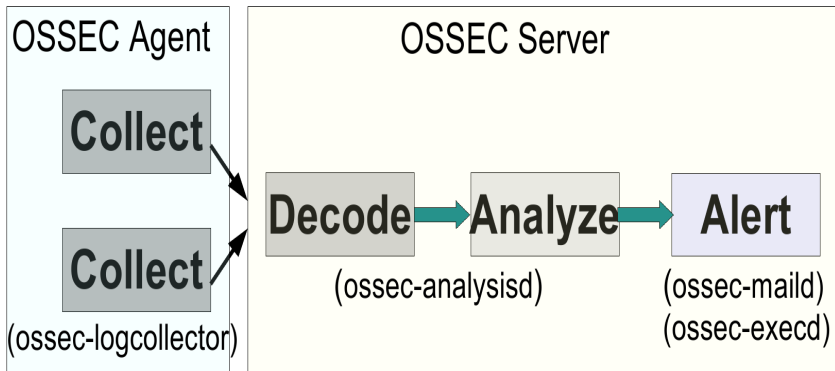 OSSEC Agent
Collect
Collect
(ossec-logcollector)
OSSEC Server
Decode
Analyze
Alert
(ossec-analysisd)
(ossec-maild)
(ossec-execd)